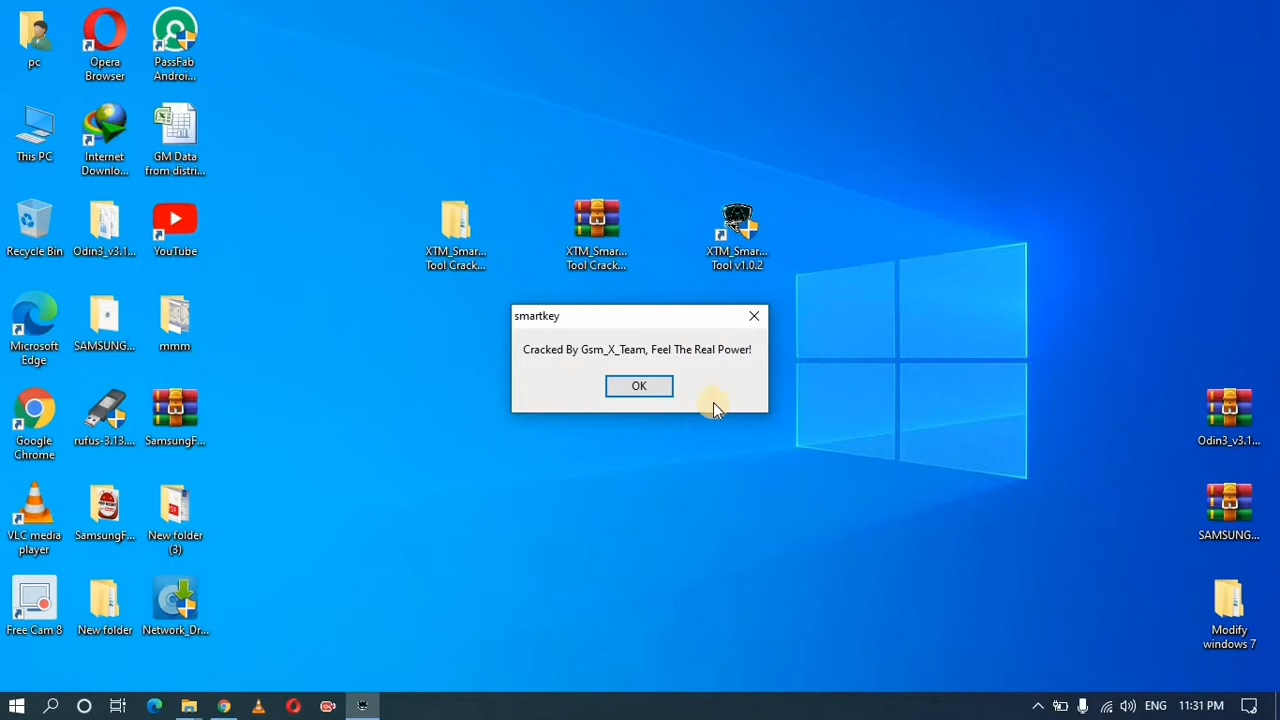 pc
Opera
Browser
PassFab
Androi...
This PC
Internet
Downlo...
GM Data
from distri...
Recycle Bin
Odin3_v3.1...
YouTube
Microsoft
Edge
SAMSUNG...
mmm
Google
Chrome
rufus-3.13....
SamsungF...
VLC media
player
SamsungF...
New folder
(3)
Free Cam 8
New folder
Network_Dr...
XTM_Smar...
Tool Crack...
XTM_Smar...
Tool Crack...
XTM_Smar...
Tool v1.0.2
smartkey
Cracked By Gsm_X_Team, Feel The Real Power!
OK
Odin3_v3.1...
SAMSUNG...
Modify
windows 7
ENG
11:31 PM